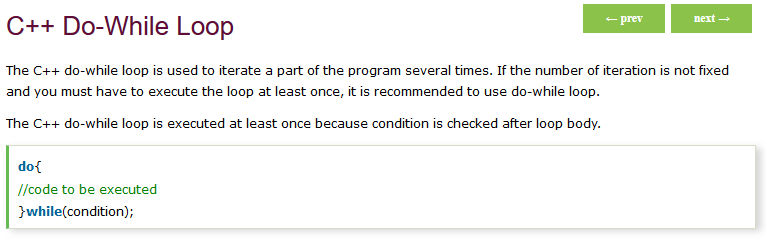 C++ Do-While Loop
← prev
next →
The C++ do-while loop is used to iterate a part of the program several times. If the number of iteration is not fixed
and you must have to execute the loop at least once, it is recommended to use do-while loop.
The C++ do-while loop is executed at least once because condition is checked after loop body.
do{
//code to be executed
}while(condition);